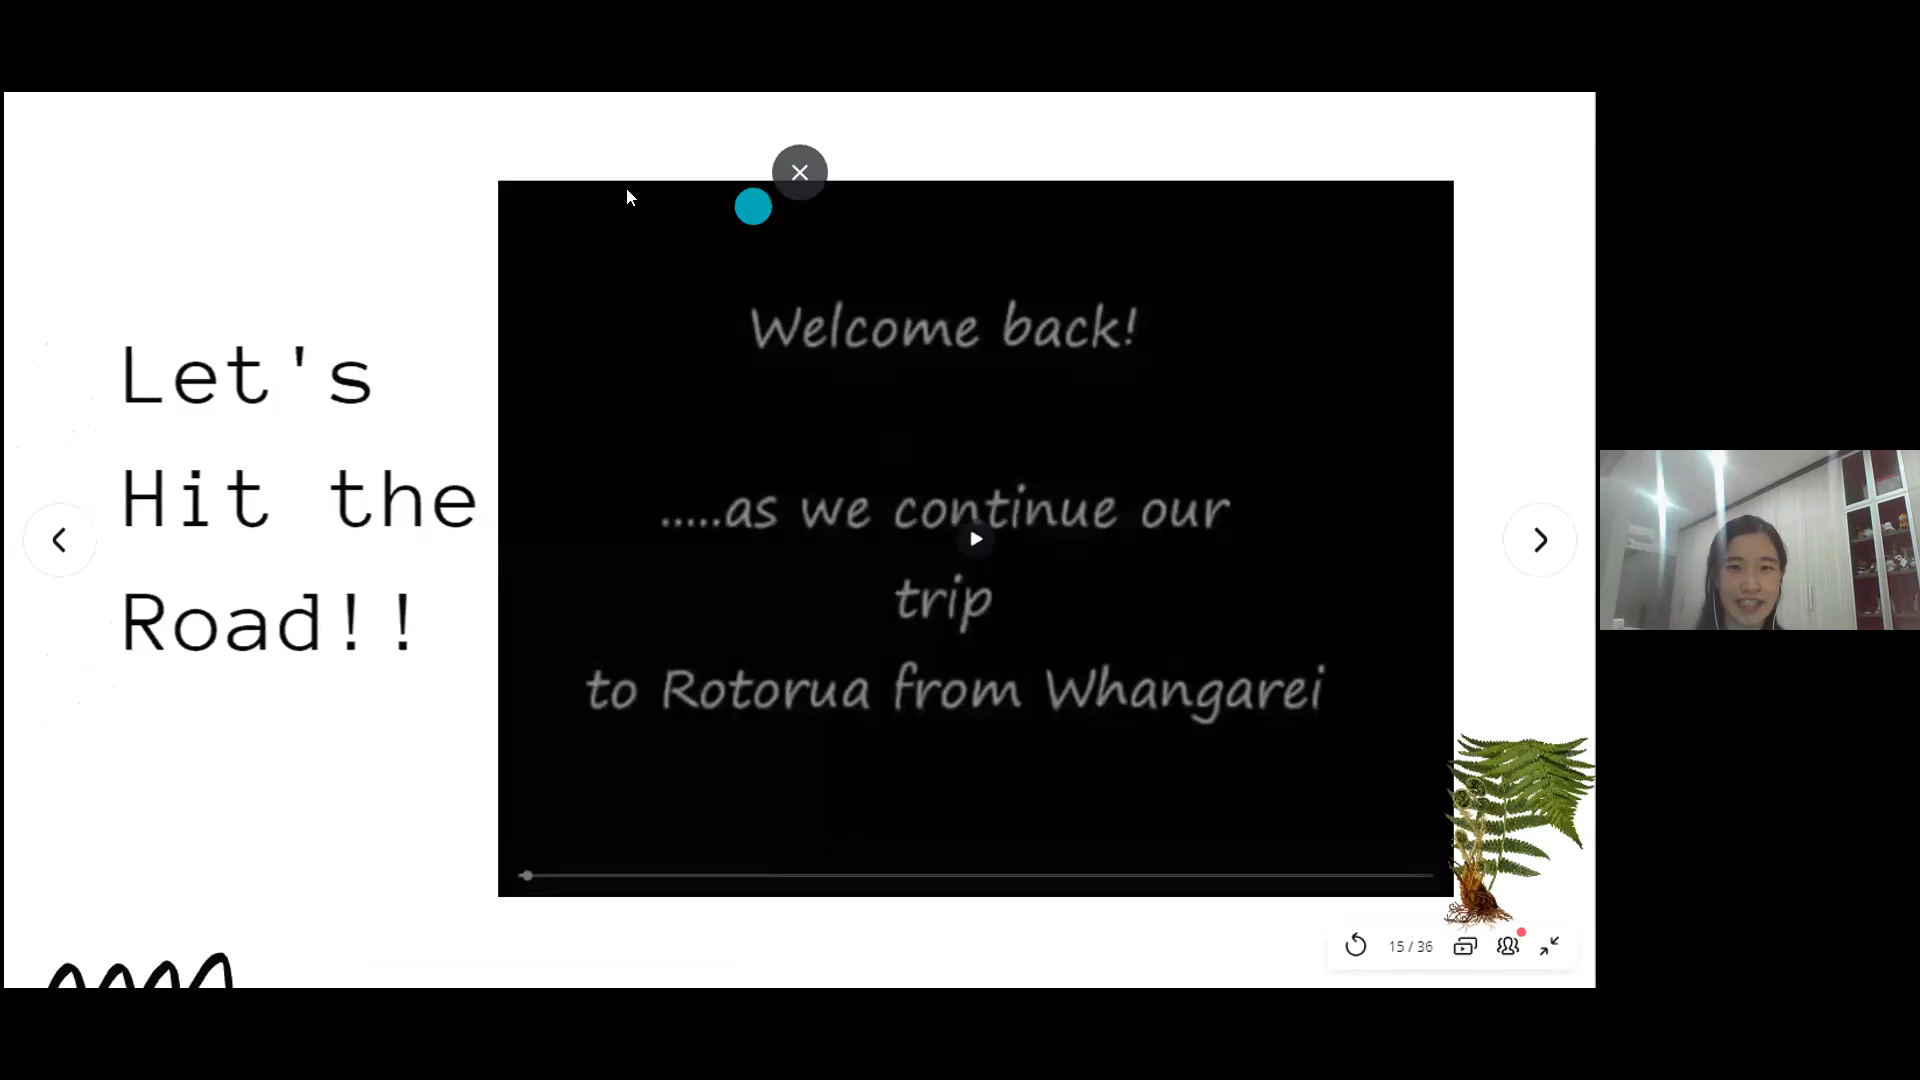 Let's
Hit the
Road!!
Welcome back!
.....as we continue our
trip
to Rotorua from Whangarei
15 / 36